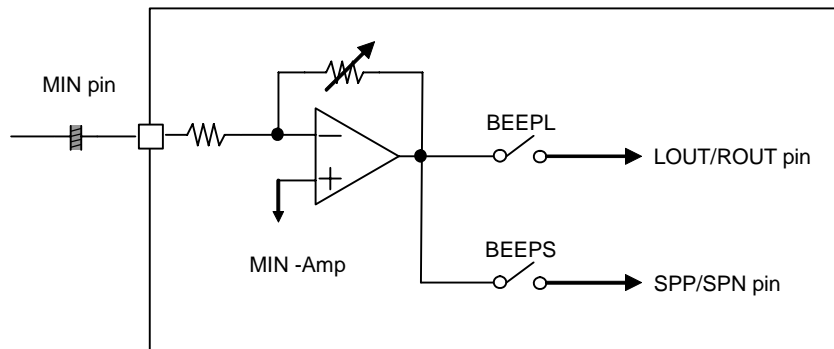 MIN pin
BEEPL
LOUT/ROUT pin
MIN -Amp
BEEPS
SPP/SPN pin